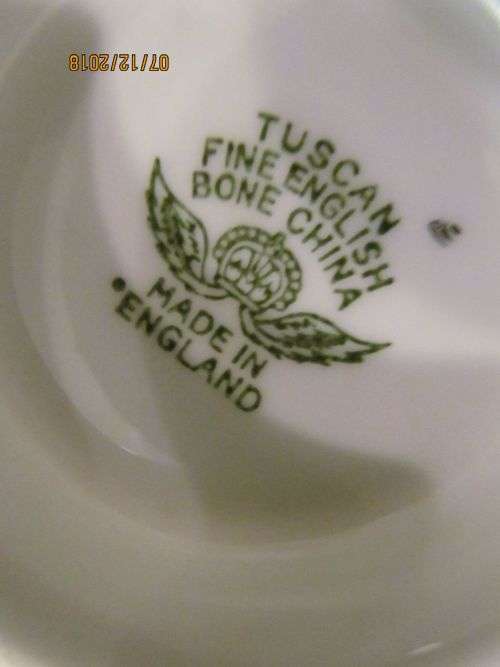 07/12/2018
TUSCAN
FINE ENGLISH
BONE CHINA
MADE IN
ENGLAND